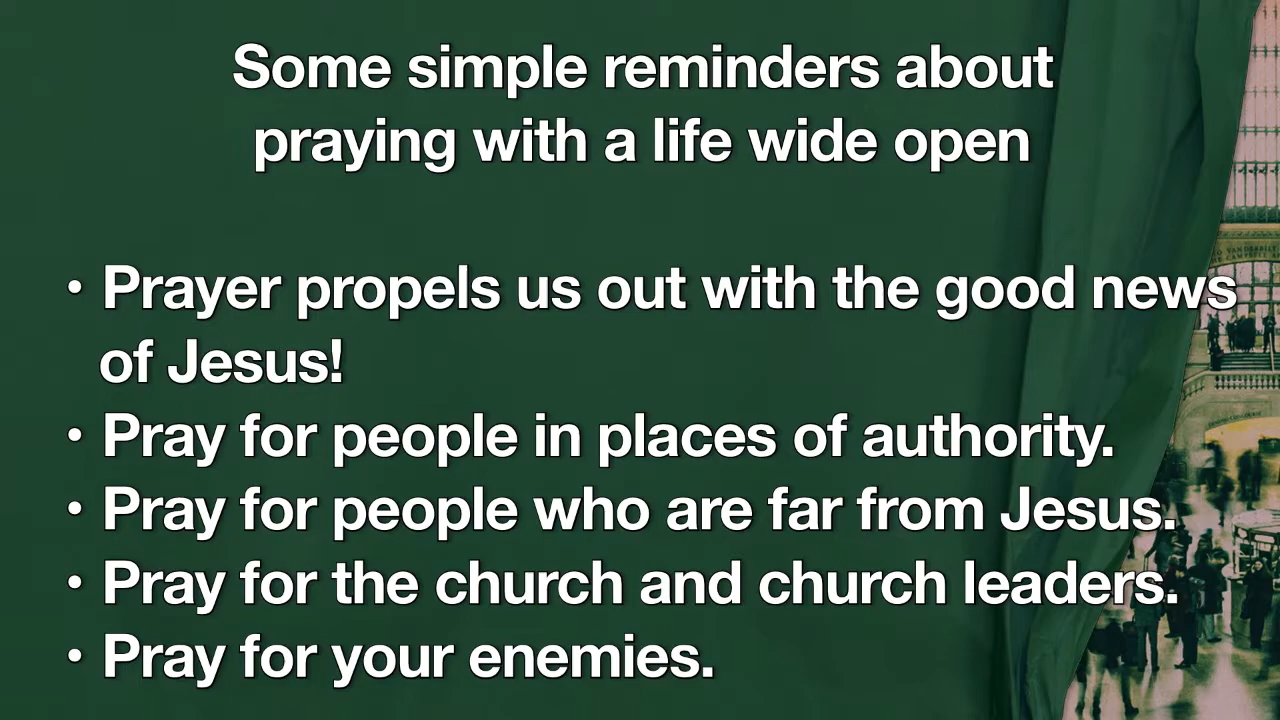 Some simple reminders about
praying with a life wide open
• Prayer propels us out with the good news
of Jesus!
• Pray for people in places of authority.
• Pray for people who are far from Jesus.
• Pray for the church and church leaders.
• Pray for your enemies.